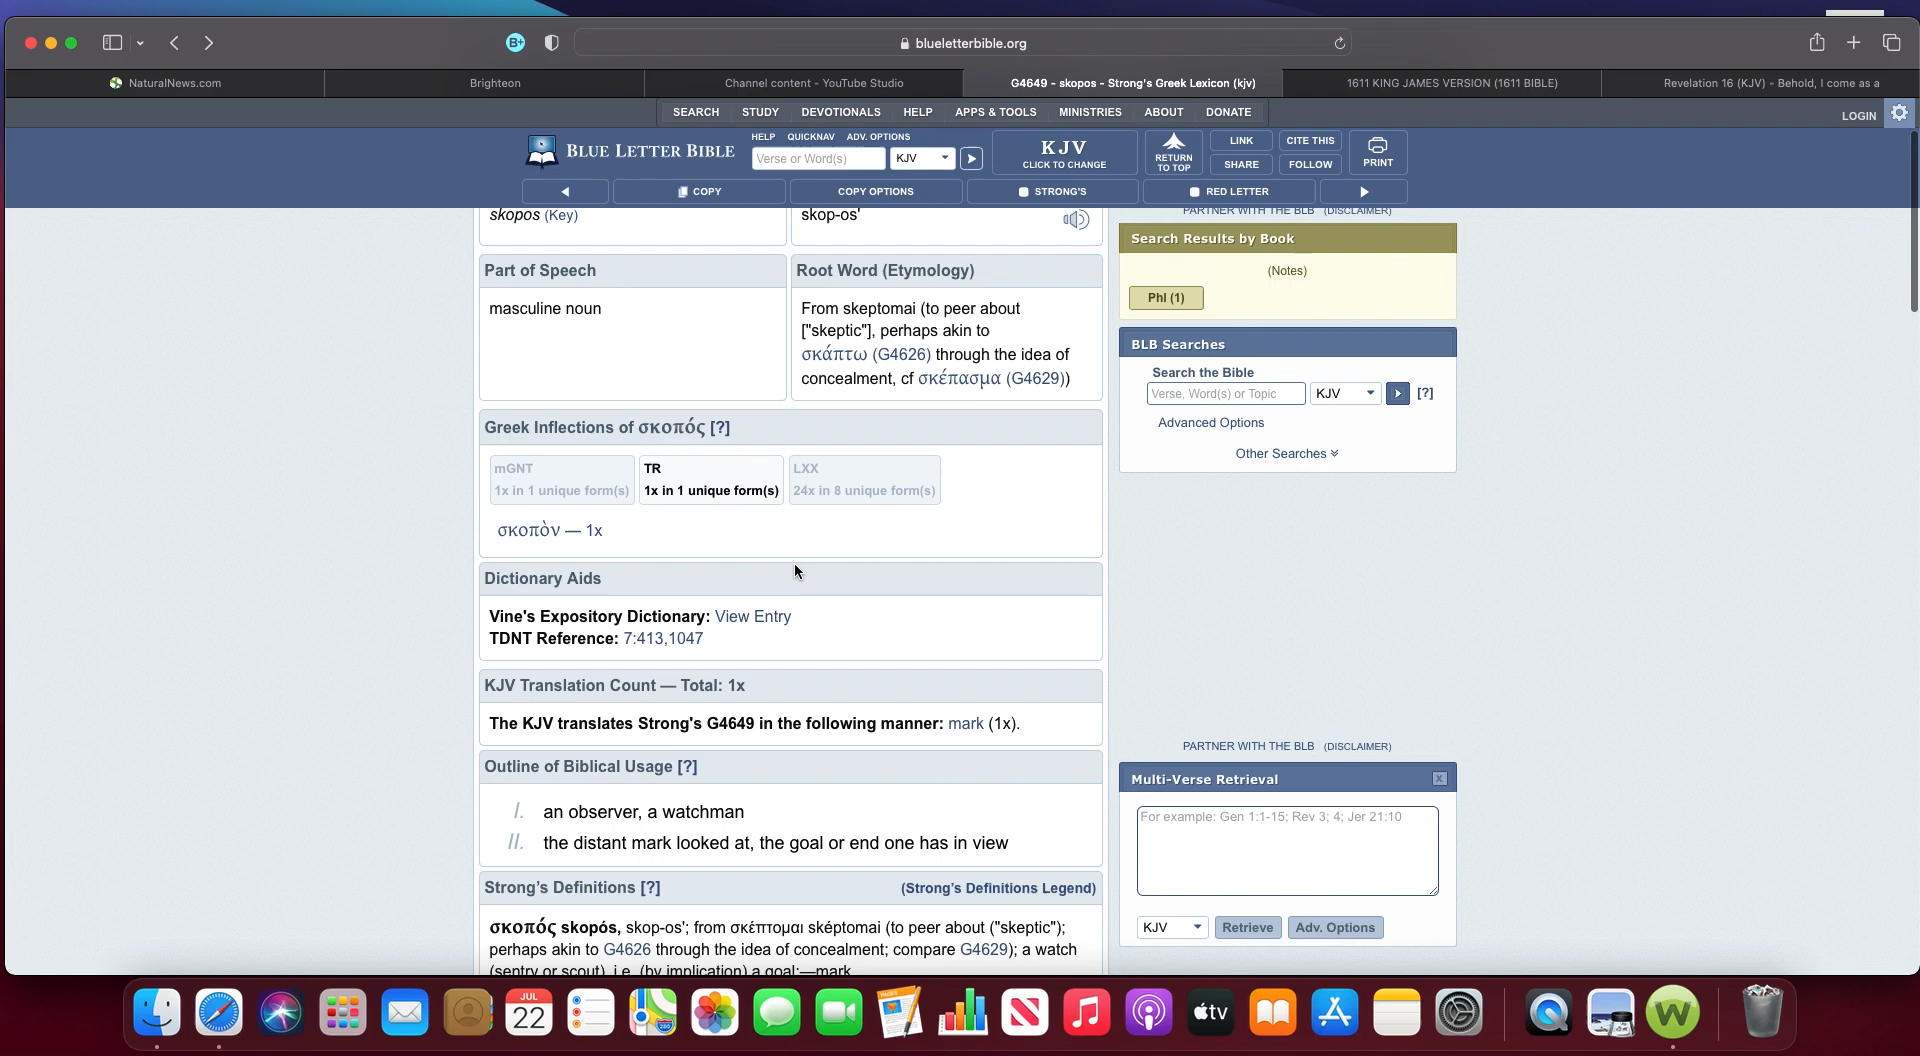 blueletterbible.org
NaturalNews.com
Brighteon
Channel content - YouTube Studio
G4649 - skopos - Strong's Greek Lexicon (kjv)
1611 KING JAMES VERSION (1611 BIBLE)
Revelation 16 (KJV) - Behold, I come as a
SEARCH STUDY DEVOTIONALS HELP APPS & TOOLS MINISTRIES ABOUT DONATE
LOGIN
BLUE LETTER BIBLE
HELP QUICKNAV ADV. OPTIONS
Verse or Word(s) KJV
KJV
CLICK TO CHANGE
RETURN
TO TOP
LINK CITE THIS
SHARE FOLLOW
PRINT
COPY COPY OPTIONS STRONG'S RED LETTER
skopos (Key)
skop-os'
Part of Speech
masculine noun
Root Word (Etymology)
From skeptomai (to peer about
["skeptic"], perhaps akin to
σκάπτω (G4626) through the idea of
concealment, cf σκέπασμα (G4629))
Greek Inflections of σκοπός [?]
mGNT
1x in 1 unique form(s)
TR
1x in 1 unique form(s)
LXX
24x in 8 unique form(s)
σκοπὸν — 1x
Dictionary Aids
Vine's Expository Dictionary: View Entry
TDNT Reference: 7:413,1047
KJV Translation Count — Total: 1x
The KJV translates Strong's G4649 in the following manner: mark (1x).
Outline of Biblical Usage [?]
I. an observer, a watchman
II. the distant mark looked at, the goal or end one has in view
Strong's Definitions [?] (Strong's Definitions Legend)
σκοπός skopós, skop-os'; from σκέπτομαι sképtomai (to peer about ("skeptic");
perhaps akin to G4626 through the idea of concealment; compare G4629); a watch
(sentry or scout), i.e. (by implication) a goal:—mark.
PARTNER WITH THE BLB (DISCLAIMER)
Search Results by Book
(Notes)
Phl (1)
BLB Searches
Search the Bible
Verse, Word(s) or Topic KJV [?]
Advanced Options
Other Searches
PARTNER WITH THE BLB (DISCLAIMER)
Multi-Verse Retrieval x
For example: Gen 1:1-15; Rev 3; 4; Jer 21:10
KJV Retrieve Adv. Options
JUL
22
280
tv
W